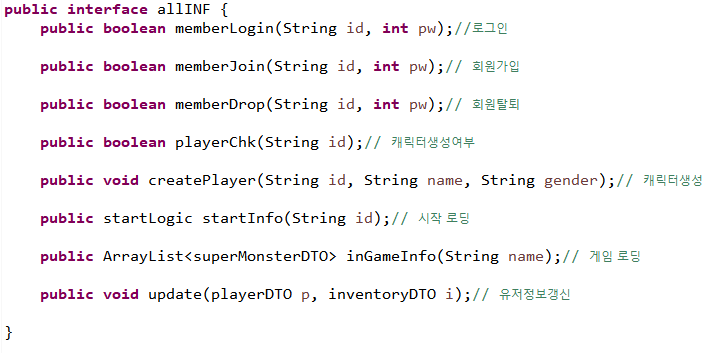 public interface allINF {
public boolean memberLogin(String id, int pw);//로그인
public boolean memberJoin(String id, int pw);// 회원가입
public boolean memberDrop(String id, int pw);// 회원탈퇴
public boolean playerChk(String id);// 캐릭터생성여부
public void createPlayer(String id, String name, String gender);// 캐릭터생성
public startLogic startInfo(String id);// 시작 로딩
public ArrayList<superMonsterDTO> inGameInfo(String name);// 게임 로딩
public void update(playerDTO p, inventoryDTO i);// 유저정보갱신
}